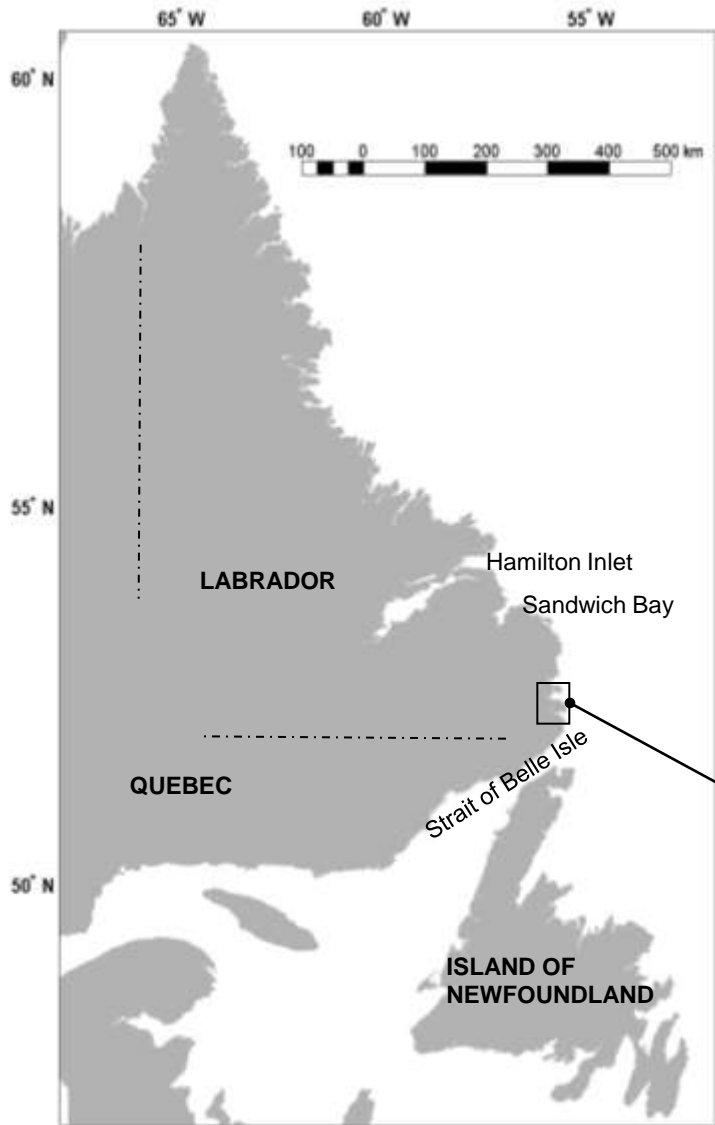 65° W 60° W 55° W
60° N
100 0 100 200 300 400 500 km
55° N
Hamilton Inlet
LABRADOR
Sandwich Bay
Strait of Belle Isle
QUEBEC
50° N
ISLAND OF
NEWFOUNDLAND